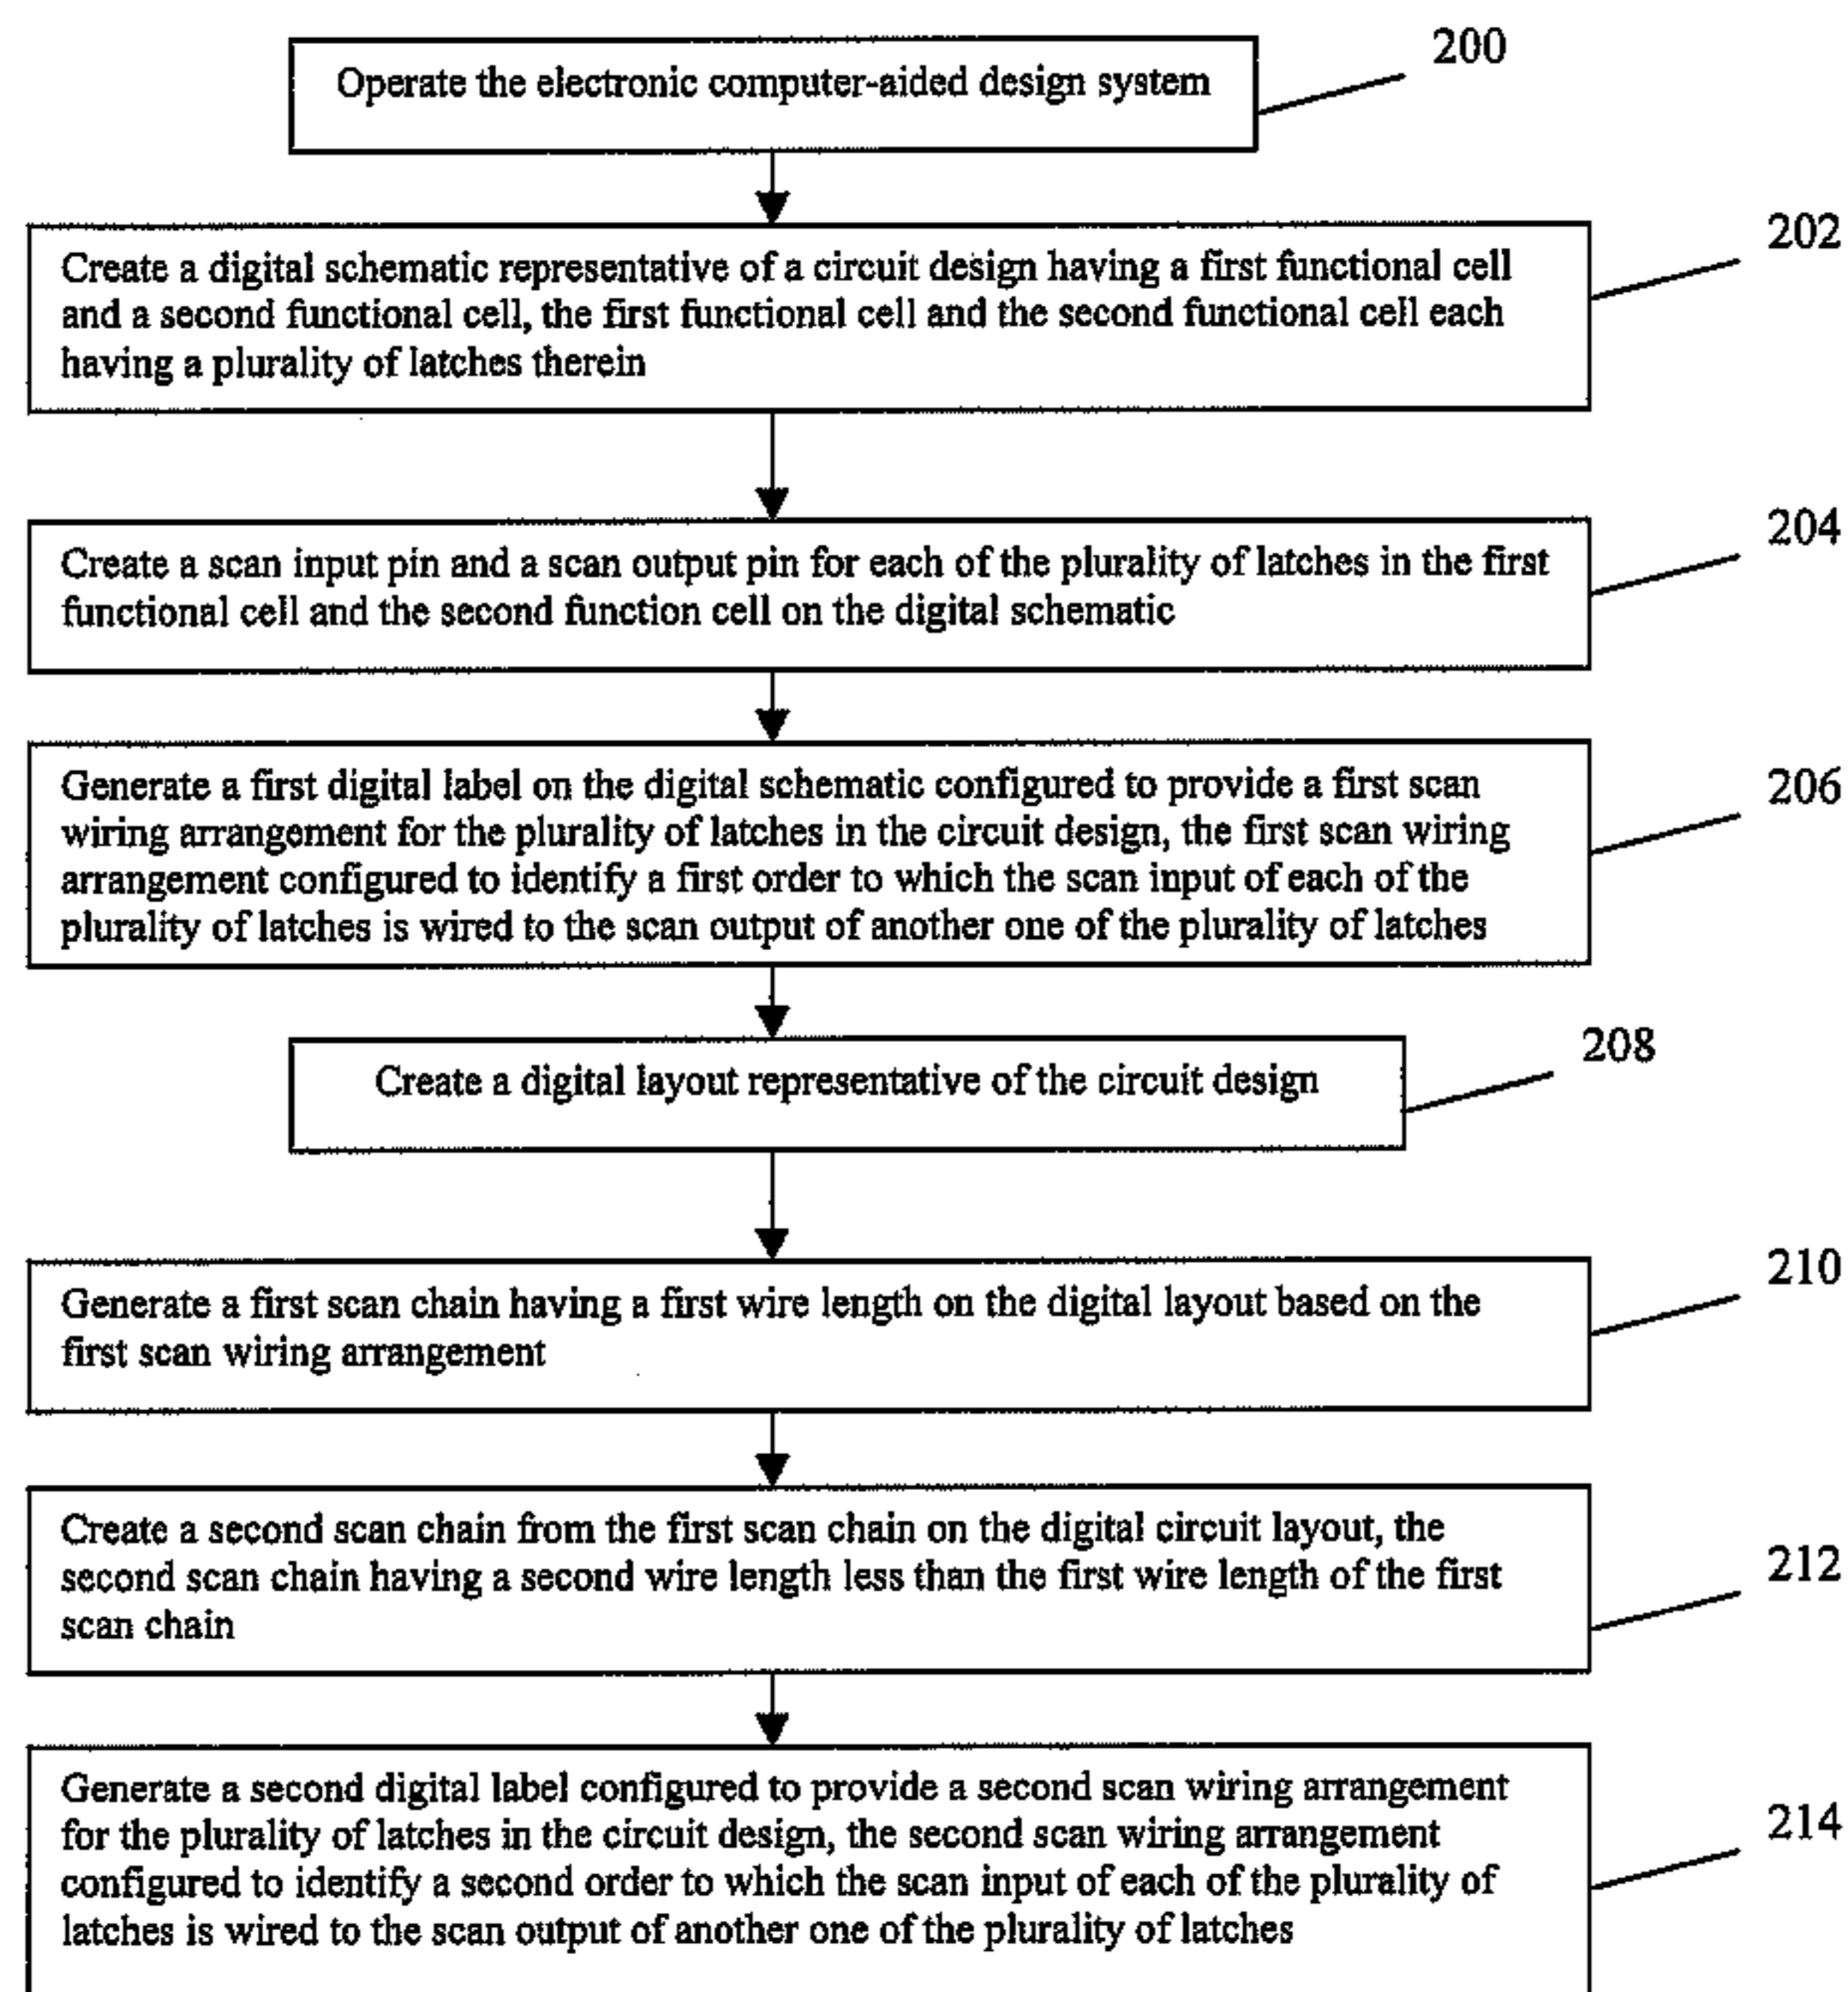 Operate the electronic computer-aided design system
200
Create a digital schematic representative of a circuit design having a first functional cell
and a second functional cell, the first functional cell and the second functional cell each
having a plurality of latches therein
202
Create a scan input pin and a scan output pin for each of the plurality of latches in the first
functional cell and the second function cell on the digital schematic
204
Generate a first digital label on the digital schematic configured to provide a first scan
wiring arrangement for the plurality of latches in the circuit design, the first scan wiring
arrangement configured to identify a first order to which the scan input of each of the
plurality of latches is wired to the scan output of another one of the plurality of latches
206
Create a digital layout representative of the circuit design
208
Generate a first scan chain having a first wire length on the digital layout based on the
first scan wiring arrangement
210
Create a second scan chain from the first scan chain on the digital circuit layout, the
second scan chain having a second wire length less than the first wire length of the first
scan chain
212
Generate a second digital label configured to provide a second scan wiring arrangement
for the plurality of latches in the circuit design, the second scan wiring arrangement
configured to identify a second order to which the scan input of each of the plurality of
latches is wired to the scan output of another one of the plurality of latches
214